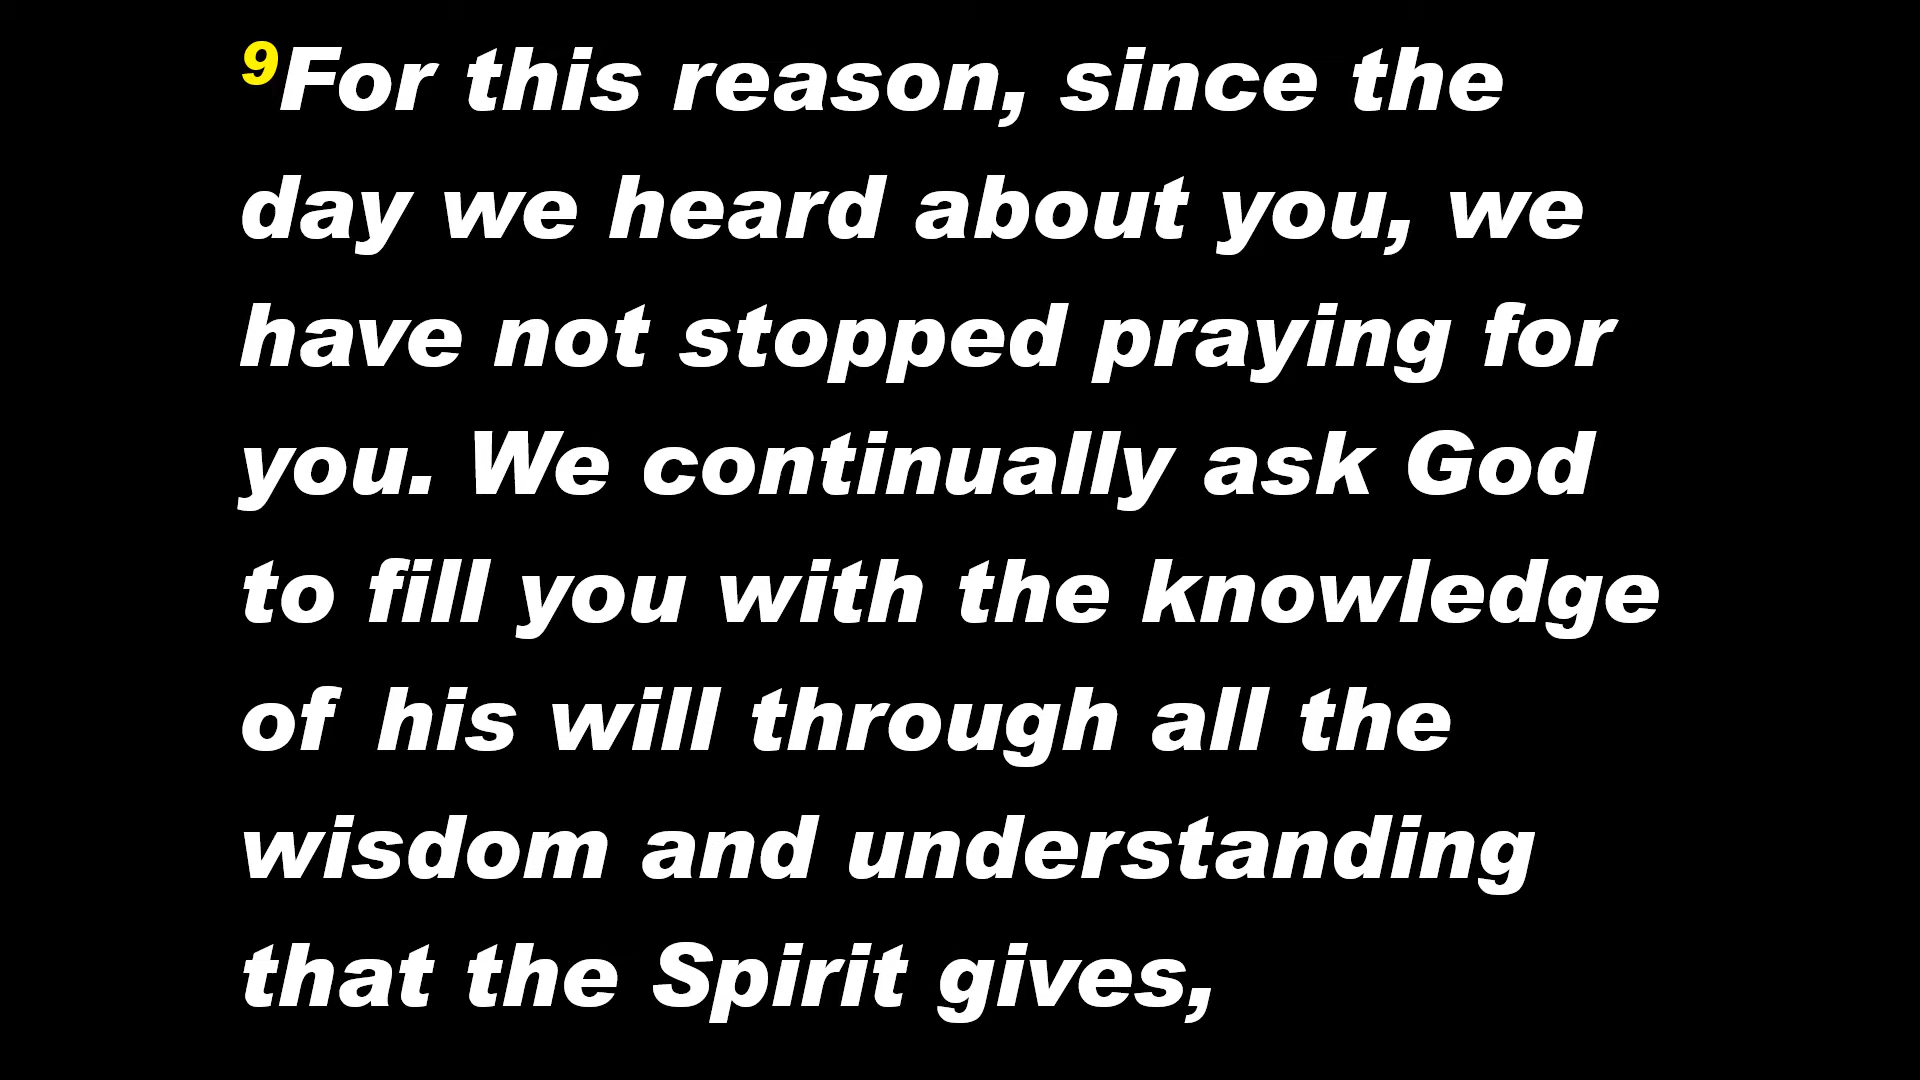 9For this reason, since the
day we heard about you, we
have not stopped praying for
you. We continually ask God
to fill you with the knowledge
of his will through all the
wisdom and understanding
that the Spirit gives,